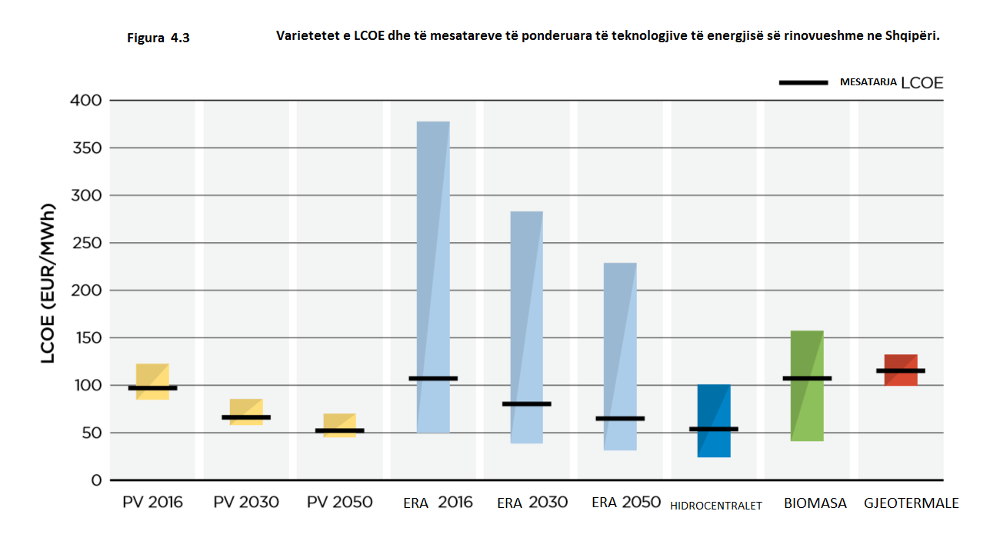 Figura 4.3
Varietetet e LCOE dhe të mesatareve të ponderuara të teknologjive të energjisë së rinovueshme ne Shqipëri.
MESATARJA LCOE
LCOE (EUR/MWh)
400
350
300
250
200
150
100
50
0
PV 2016
PV 2030
PV 2050
ERA 2016
ERA 2030
ERA 2050
HIDROCENTRALET
BIOMASA
GJEOTERMALE